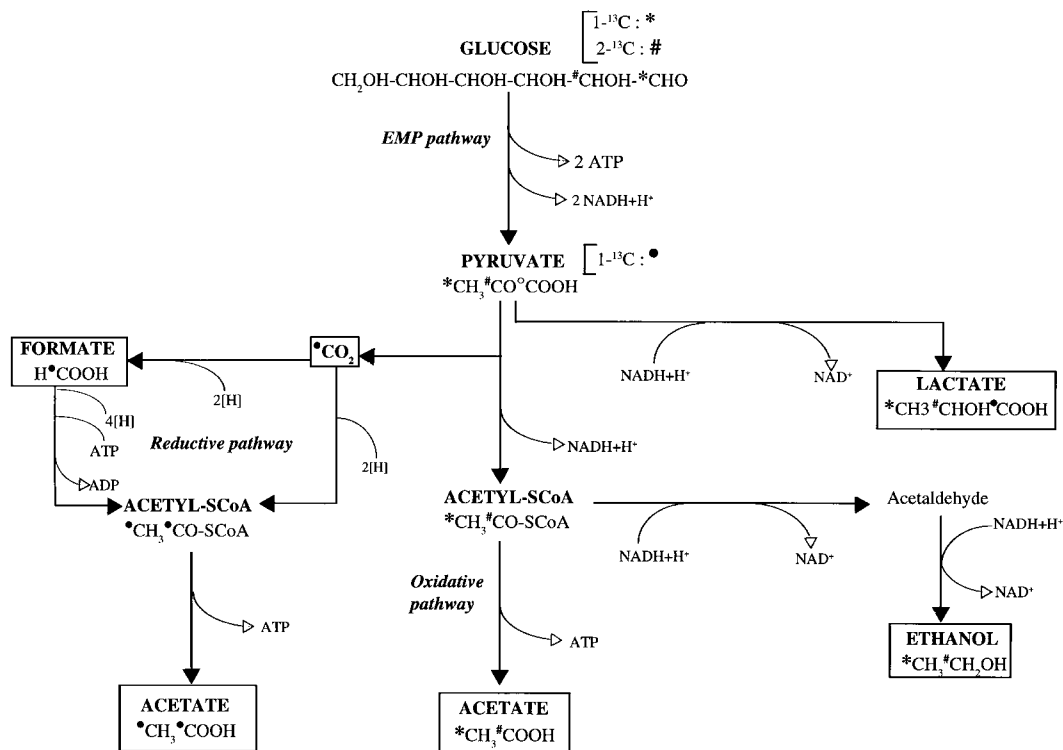 1-¹³C : *
GLUCOSE
2-¹³C : #
CH₂OH-CHOH-CHOH-CHOH-#CHOH-*CHO
EMP pathway
2 ATP
2 NADH+H⁺
PYRUVATE
1-¹³C : ●
*CH₃#CO°COOH
FORMATE
H●COOH
●CO₂
2[H]
4[H]
ATP
Reductive pathway
2[H]
ADP
NADH+H⁺
NAD⁺
LACTATE
*CH3#CHOH●COOH
NADH+H⁺
ACETYL-SCoA
●CH₃●CO-SCoA
ACETYL-SCoA
*CH₃#CO-SCoA
NADH+H⁺
NAD⁺
Acetaldehyde
NADH+H⁺
NAD⁺
Oxidative
pathway
ATP
ATP
ETHANOL
*CH₃#CH₂OH
ACETATE
●CH₃●COOH
ACETATE
*CH₃#COOH